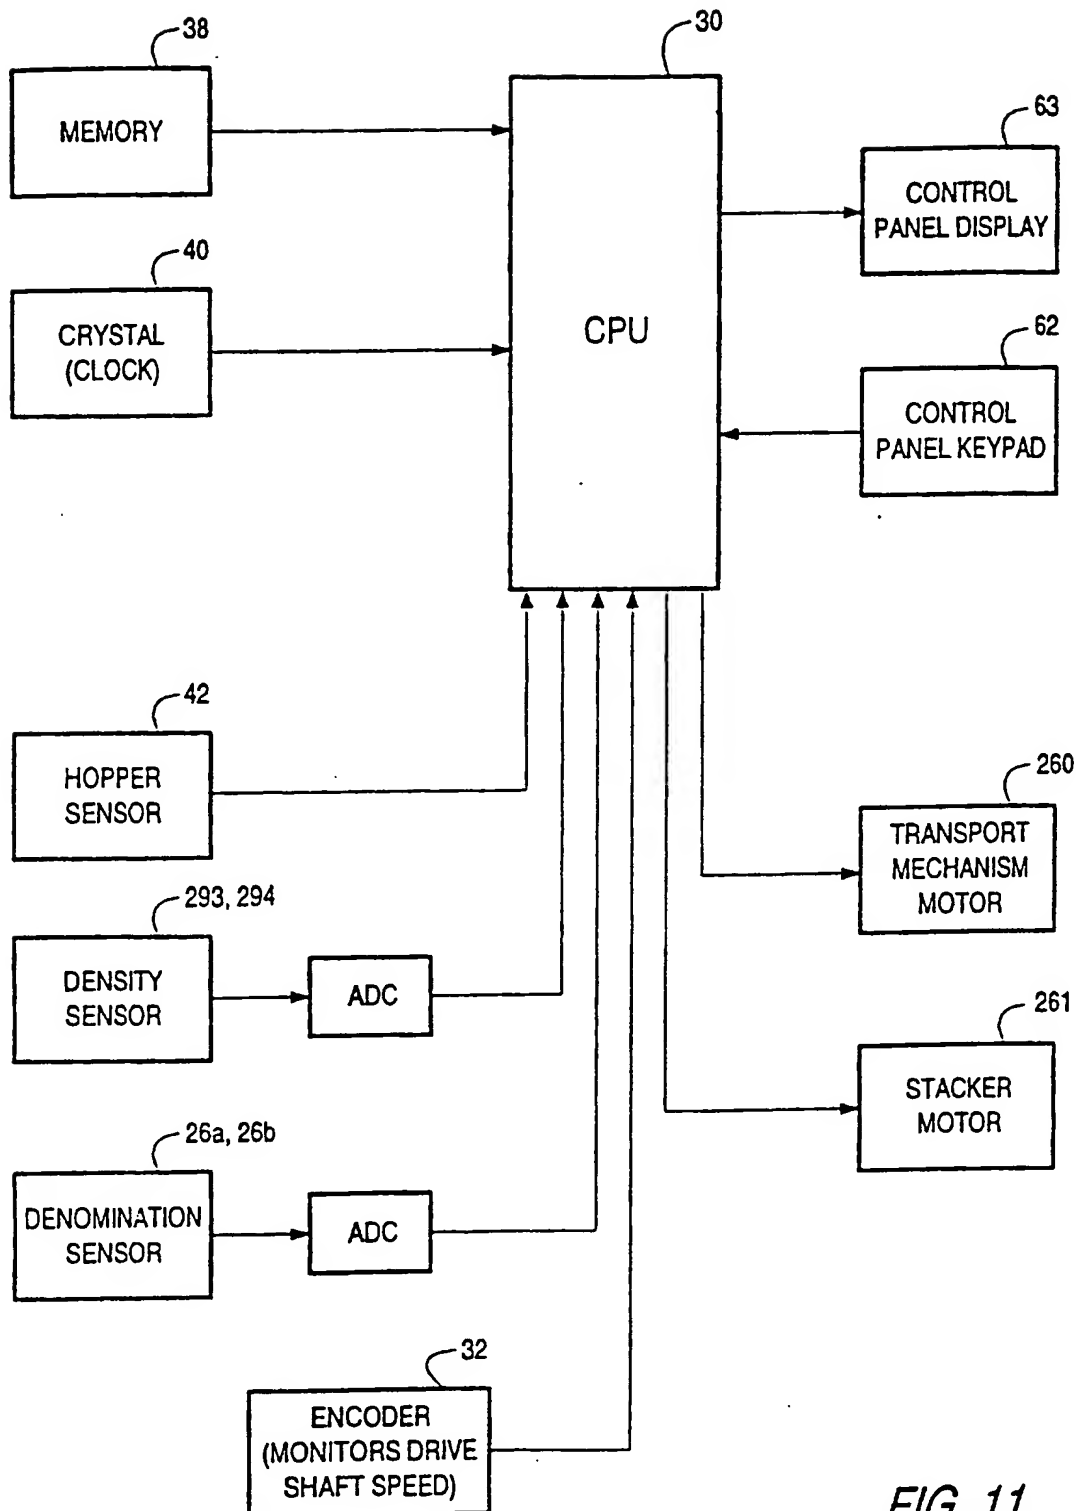 38
MEMORY
30
CPU
63
CONTROL
PANEL DISPLAY
40
CRYSTAL
(CLOCK)
62
CONTROL
PANEL KEYPAD
42
HOPPER
SENSOR
260
TRANSPORT
MECHANISM
MOTOR
293, 294
DENSITY
SENSOR
ADC
261
STACKER
MOTOR
26a, 26b
DENOMINATION
SENSOR
ADC
32
ENCODER
(MONITORS DRIVE
SHAFT SPEED)
FIG. 11